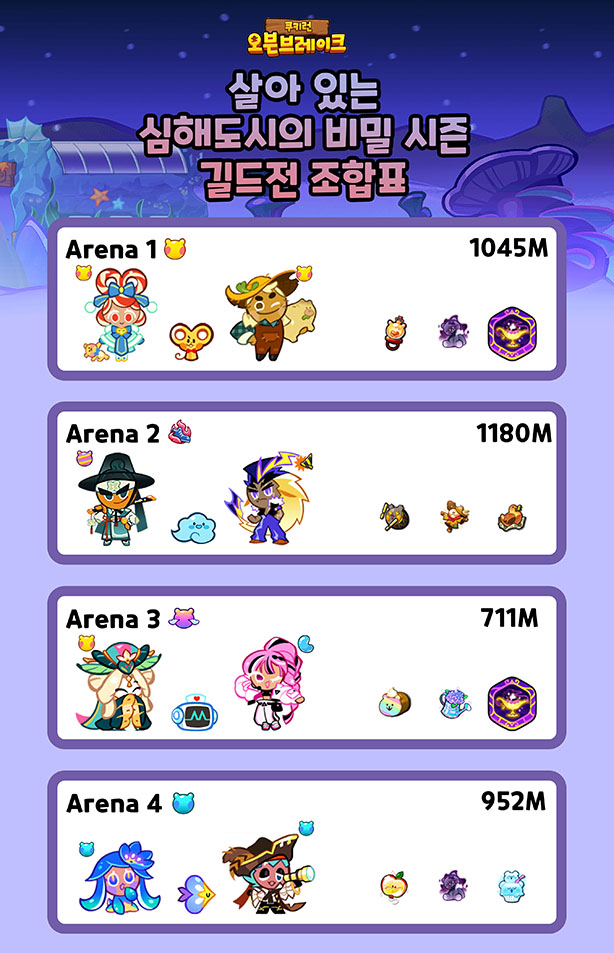 쿠키런
오븐브레이크
살아 있는
심해도시의 비밀 시즌
길드전 조합표
Arena 1
1045M
Arena 2
1180M
Arena 3
711M
Arena 4
952M